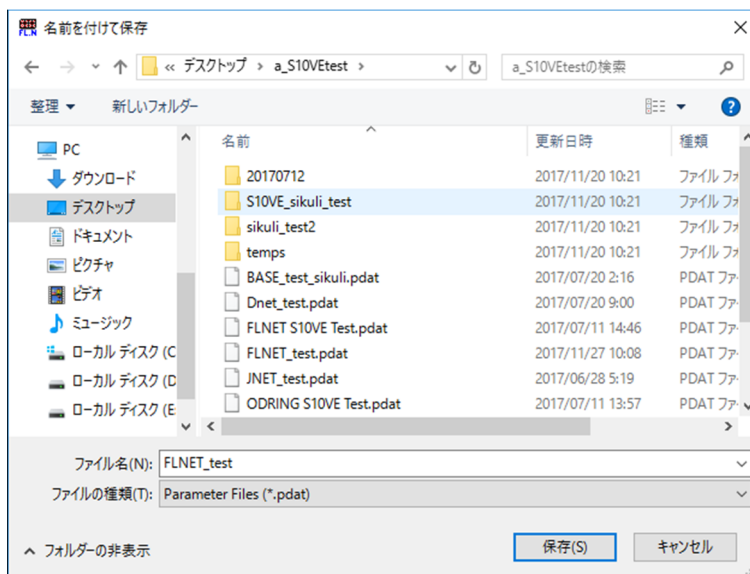 FL.N 名前を付けて保存
« デスクトップ › a_S10VEtest › a_S10VEtestの検索
整理 新しいフォルダー ?
PC
ダウンロード
デスクトップ
ドキュメント
ピクチャ
ビデオ
ミュージック
ローカル ディスク (C
ローカル ディスク (D
ローカル ディスク (E
名前 更新日時 種類
20170712 2017/11/20 10:21 ファイル フォ
S10VE_sikuli_test 2017/11/20 10:21 ファイル フォ
sikuli_test2 2017/11/20 10:21 ファイル フォ
temps 2017/11/20 10:21 ファイル フォ
BASE_test_sikuli.pdat 2017/07/20 2:16 PDAT ファ
Dnet_test.pdat 2017/07/20 9:00 PDAT ファ
FLNET S10VE Test.pdat 2017/07/11 14:46 PDAT ファ
FLNET_test.pdat 2017/11/27 10:08 PDAT ファ
JNET_test.pdat 2017/06/28 5:19 PDAT ファ
ODRING S10VE Test.pdat 2017/07/11 13:57 PDAT ファ
ファイル名(N): FLNET_test
ファイルの種類(T): Parameter Files (*.pdat)
フォルダーの非表示 保存(S) キャンセル